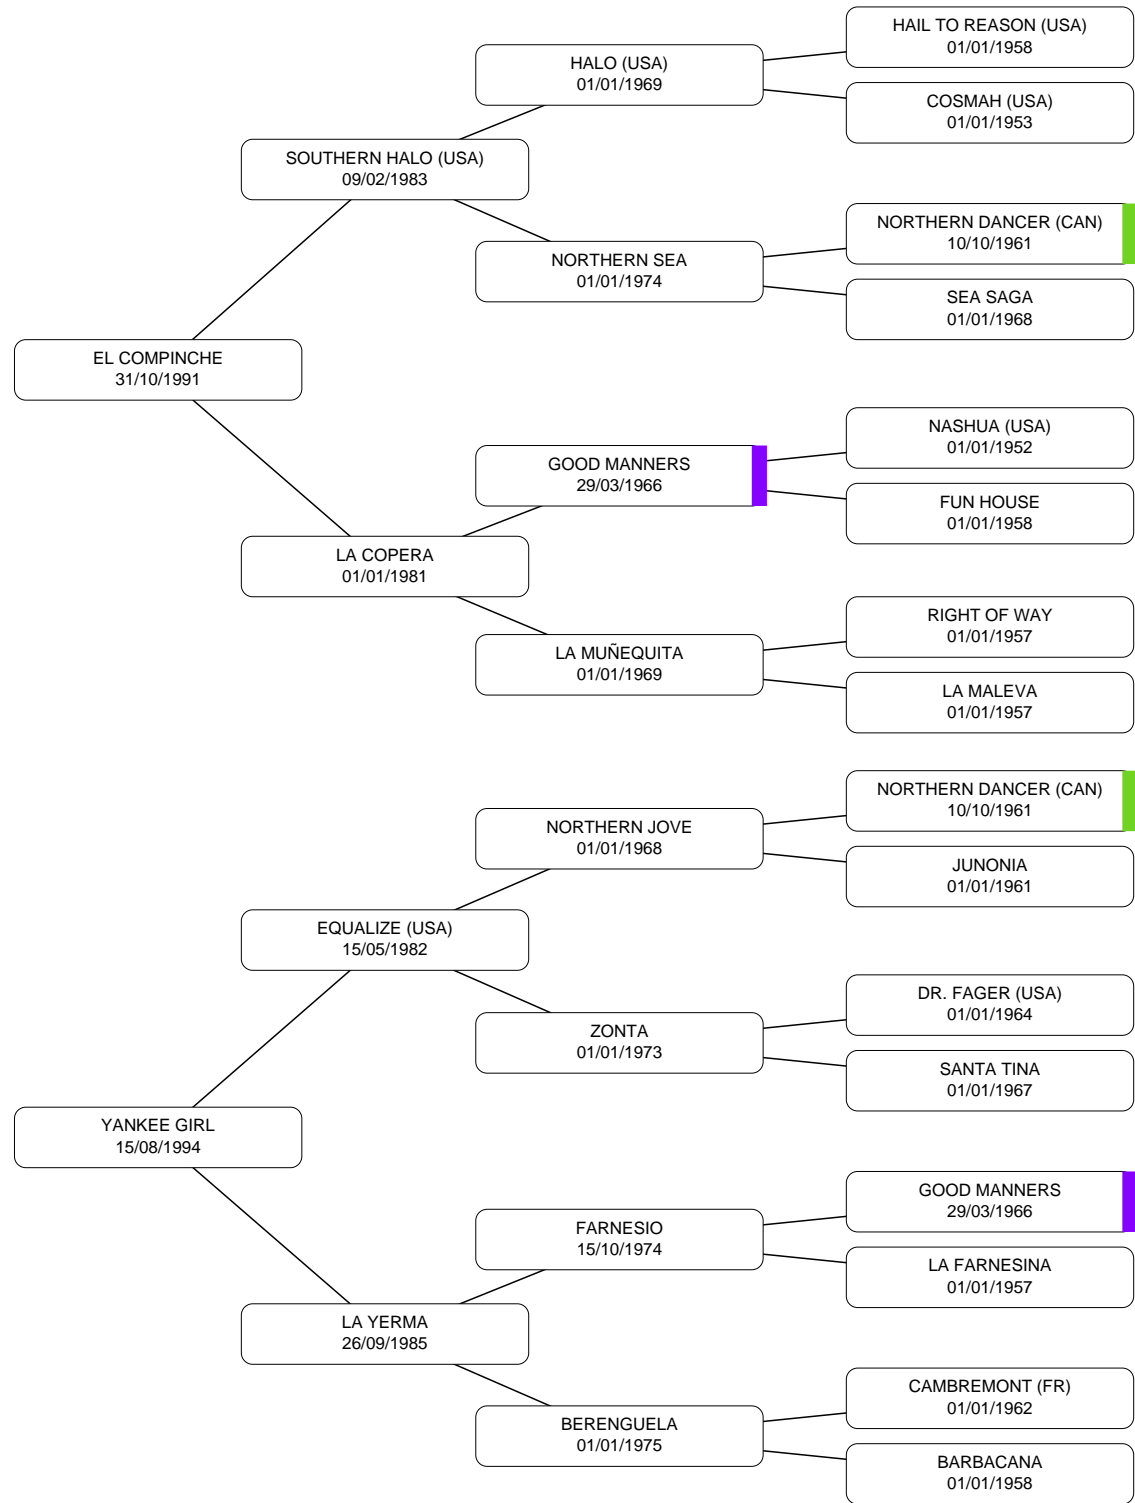 HAIL TO REASON (USA)
01/01/1958
HALO (USA)
01/01/1969
COSMAH (USA)
01/01/1953
SOUTHERN HALO (USA)
09/02/1983
NORTHERN DANCER (CAN)
10/10/1961
NORTHERN SEA
01/01/1974
SEA SAGA
01/01/1968
EL COMPINCHE
31/10/1991
NASHUA (USA)
01/01/1952
GOOD MANNERS
29/03/1966
FUN HOUSE
01/01/1958
LA COPERA
01/01/1981
RIGHT OF WAY
01/01/1957
LA MUÑEQUITA
01/01/1969
LA MALEVA
01/01/1957
NORTHERN DANCER (CAN)
10/10/1961
NORTHERN JOVE
01/01/1968
JUNONIA
01/01/1961
EQUALIZE (USA)
15/05/1982
DR. FAGER (USA)
01/01/1964
ZONTA
01/01/1973
SANTA TINA
01/01/1967
YANKEE GIRL
15/08/1994
GOOD MANNERS
29/03/1966
FARNESIO
15/10/1974
LA FARNESINA
01/01/1957
LA YERMA
26/09/1985
CAMBREMONT (FR)
01/01/1962
BERENGUELA
01/01/1975
BARBACANA
01/01/1958